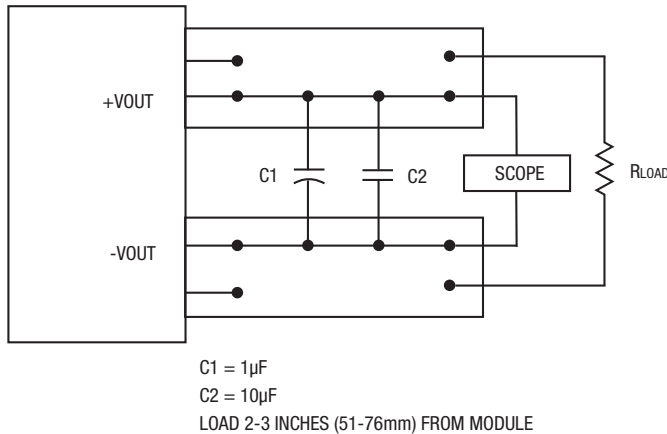 +VOUT
C1
C2
SCOPE
RLOAD
-VOUT
C1 = 1µF
C2 = 10µF
LOAD 2-3 INCHES (51-76mm) FROM MODULE